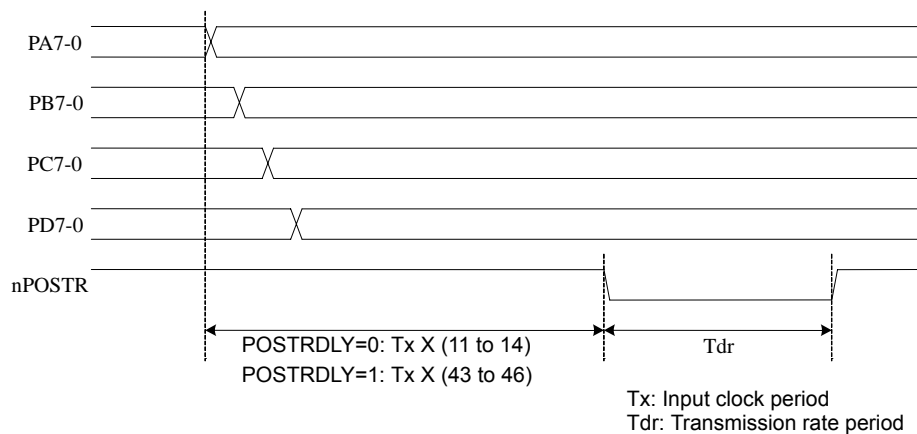 PA7-0
PB7-0
PC7-0
PD7-0
nPOSTR
POSTRDLY=0: Tx X (11 to 14)
Tdr
POSTRDLY=1: Tx X (43 to 46)
Tx: Input clock period
Tdr: Transmission rate period